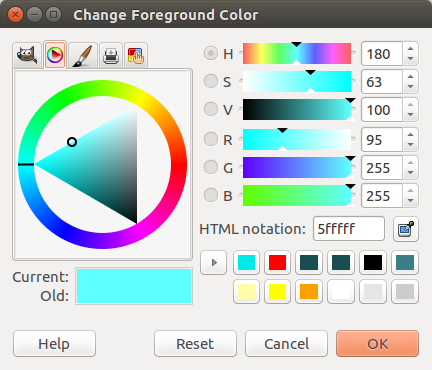 Change Foreground Color
H 180
S 63
V 100
R 95
G 255
B 255
HTML notation: 5fffff
Current:
Old:
Help Reset Cancel OK